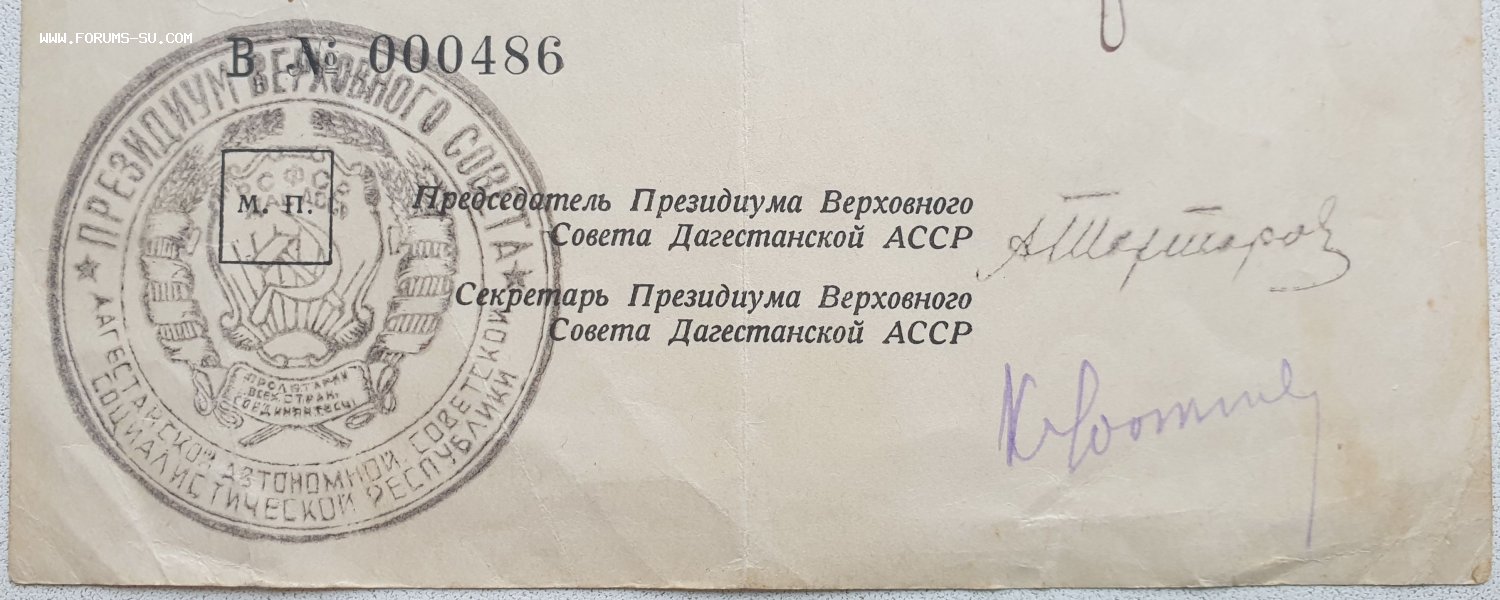 WWW.FORUMS-SU.COM
В № 000486
ПРЕЗИДИУМ ВЕРХОВНОГО СОВЕТА
РСФСР
ДАССР
М. П.
ПРОЛЕТАРИИ
ВСЕХ СТРАН,
СОЕДИНЯЙТЕСЬ!
ДАГЕСТАНСКОЙ АВТОНОМНОЙ СОВЕТСКОЙ
СОЦИАЛИСТИЧЕСКОЙ РЕСПУБЛИКИ
Председатель Президиума Верховного
Совета Дагестанской АССР
Секретарь Президиума Верховного
Совета Дагестанской АССР